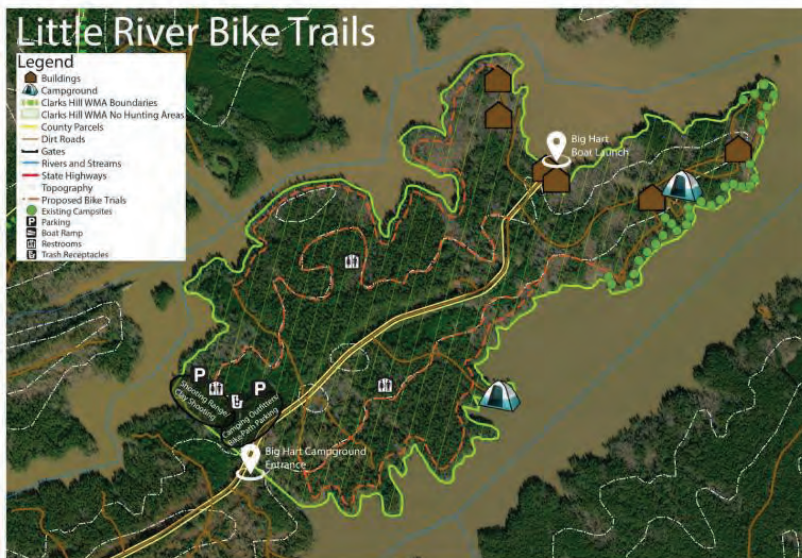 Little River Bike Trails
Legend
Buildings
Campground
Clarks Hill WMA Boundaries
Clarks Hill WMA No Hunting Areas
County Parcels
Dirt Roads
Gates
Rivers and Streams
State Highways
Topography
Proposed Bike Trials
Existing Campsites
P Parking
Boat Ramp
Restrooms
Trash Receptacles
Big Hart
Boat Launch
P
Shooting Range/
Clay Shooting
P
Camping Outfitters/
Bike/Path Parking
Big Hart Campground
Entrance